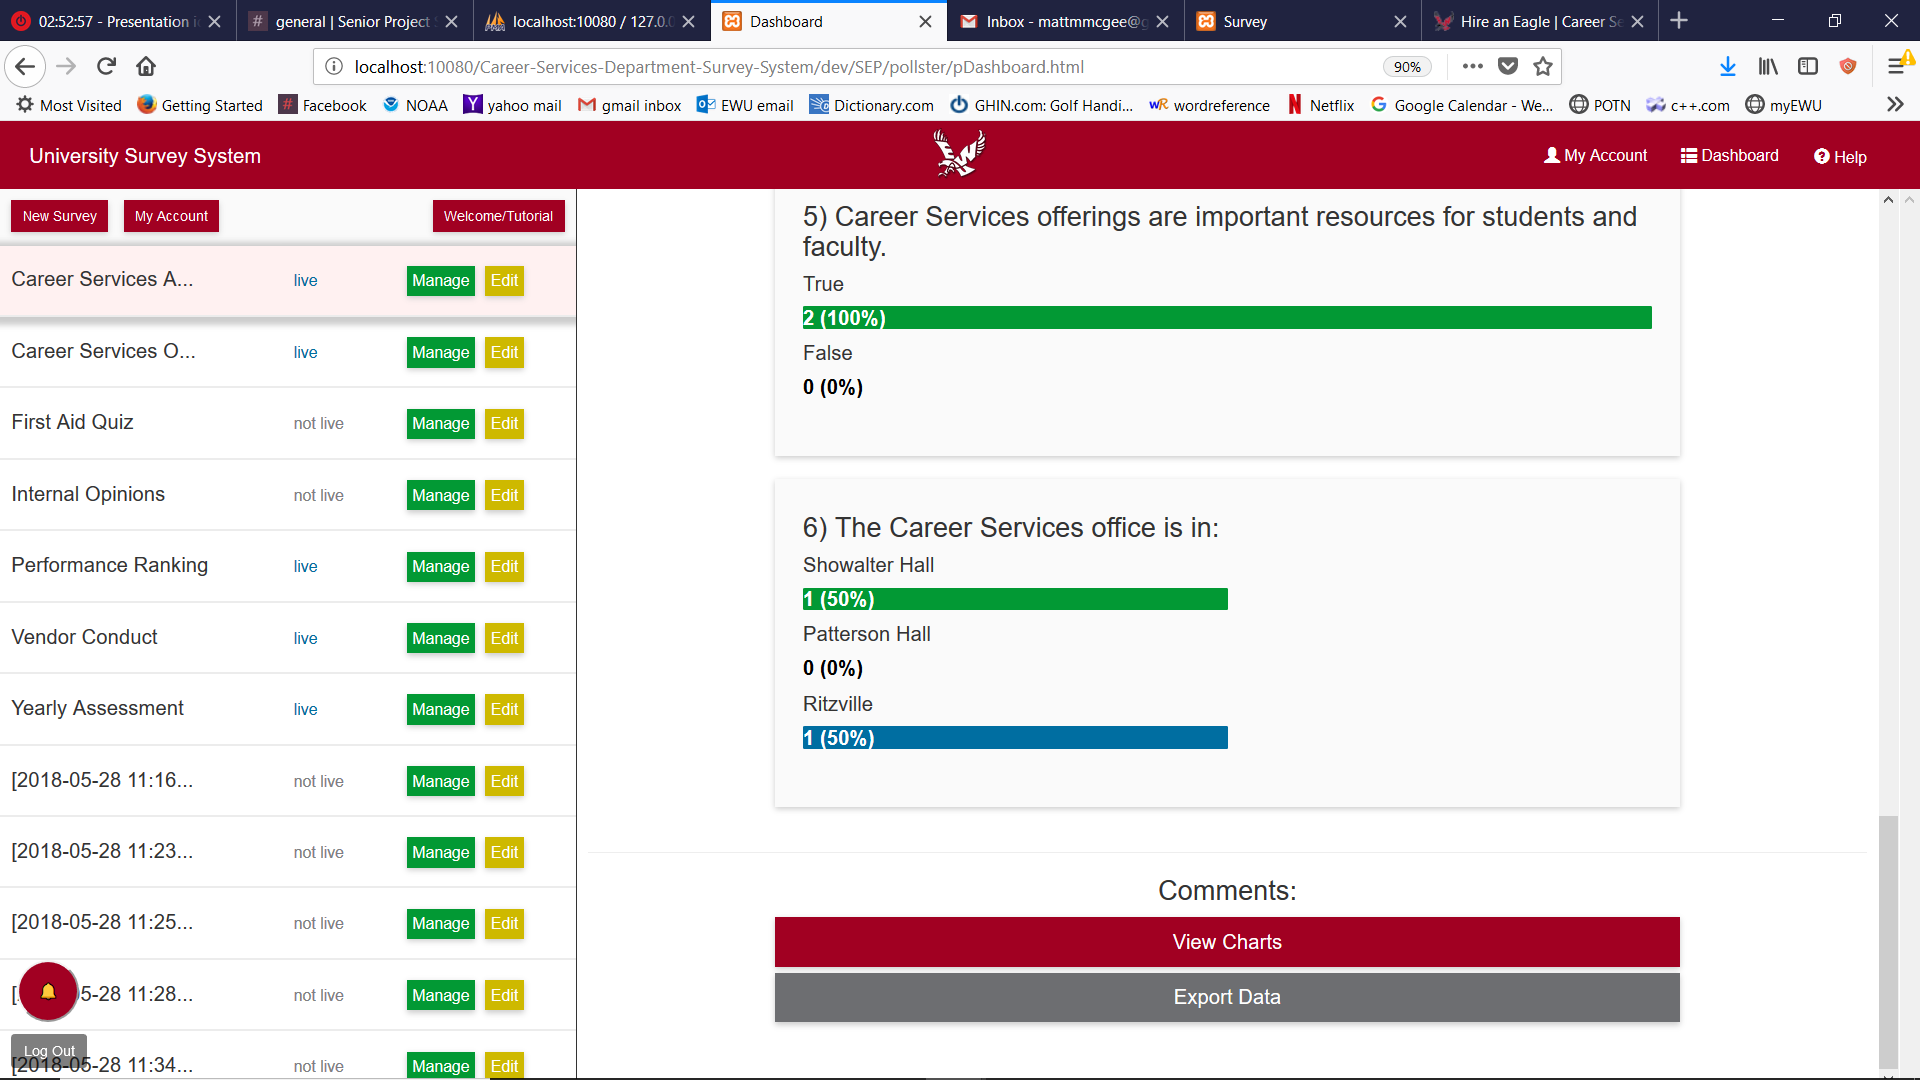 02:52:57 - Presentation
general | Senior Project
localhost:10080 / 127.0.
Dashboard
Inbox - mattmmcgee@g
Survey
Hire an Eagle | Career Se
localhost:10080/Career-Services-Department-Survey-System/dev/SEP/pollster/pDashboard.html
90%
Most Visited Getting Started Facebook NOAA yahoo mail gmail inbox EWU email Dictionary.com GHIN.com: Golf Handi... wordreference Netflix Google Calendar - We... POTN c++.com myEWU
University Survey System
My Account Dashboard Help
New Survey My Account Welcome/Tutorial
Career Services A... live Manage Edit
Career Services O... live Manage Edit
First Aid Quiz not live Manage Edit
Internal Opinions not live Manage Edit
Performance Ranking live Manage Edit
Vendor Conduct live Manage Edit
Yearly Assessment live Manage Edit
[2018-05-28 11:16... not live Manage Edit
[2018-05-28 11:23... not live Manage Edit
[2018-05-28 11:25... not live Manage Edit
5-28 11:28... not live Manage Edit
Log Out
[2018-05-28 11:34... not live Manage Edit
5) Career Services offerings are important resources for students and
faculty.
True
2 (100%)
False
0 (0%)
6) The Career Services office is in:
Showalter Hall
1 (50%)
Patterson Hall
0 (0%)
Ritzville
1 (50%)
Comments:
View Charts
Export Data